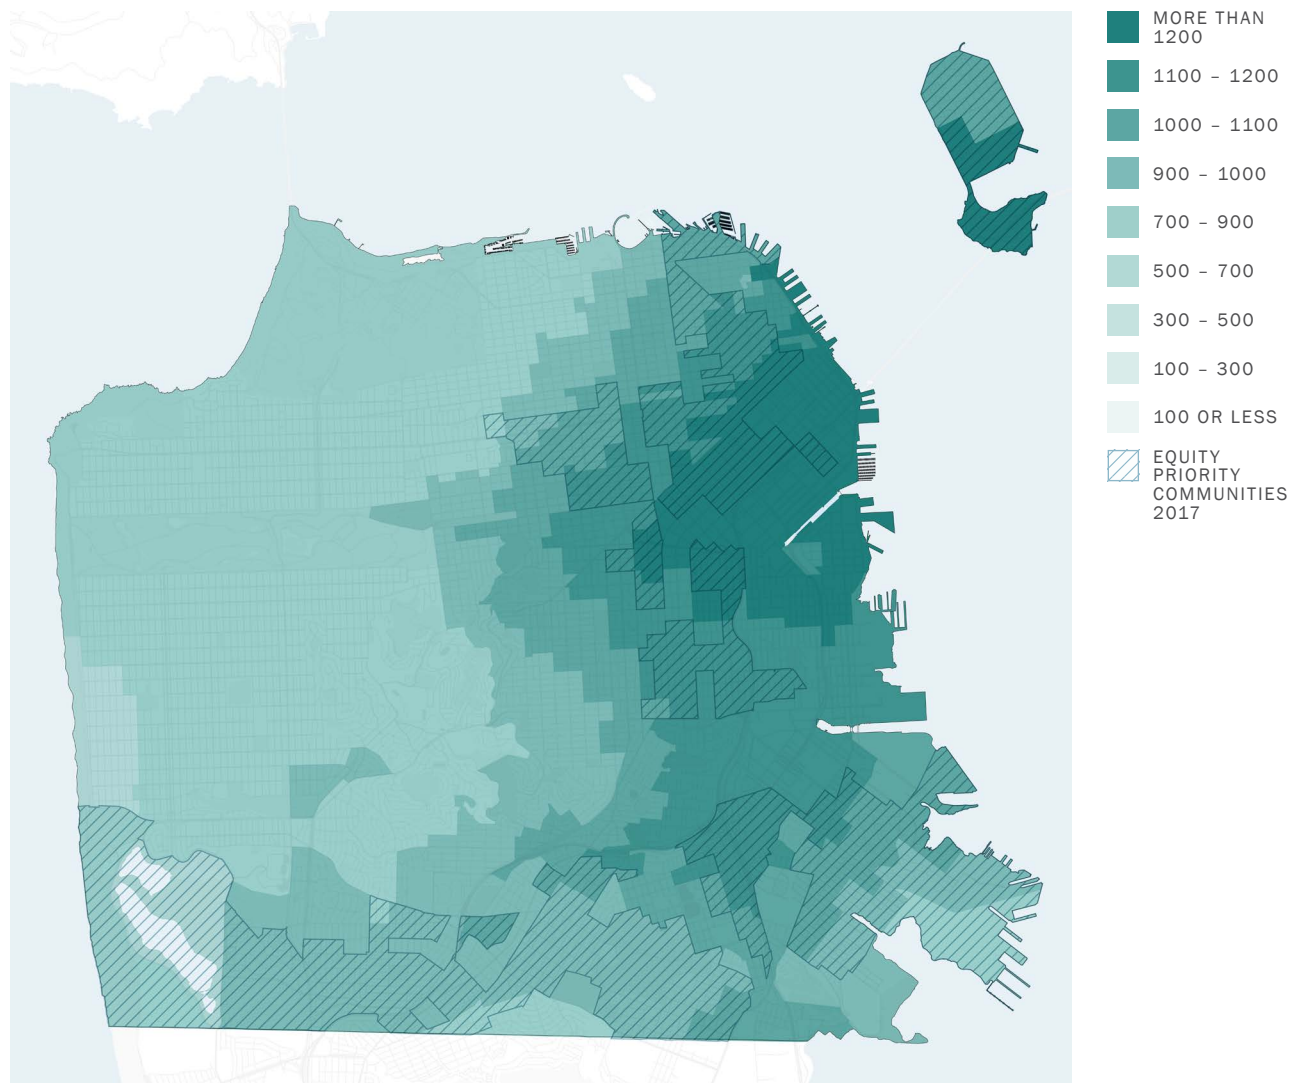 MORE THAN
1200
1100 – 1200
1000 – 1100
900 – 1000
700 – 900
500 – 700
300 – 500
100 – 300
100 OR LESS
EQUITY
PRIORITY
COMMUNITIES
2017